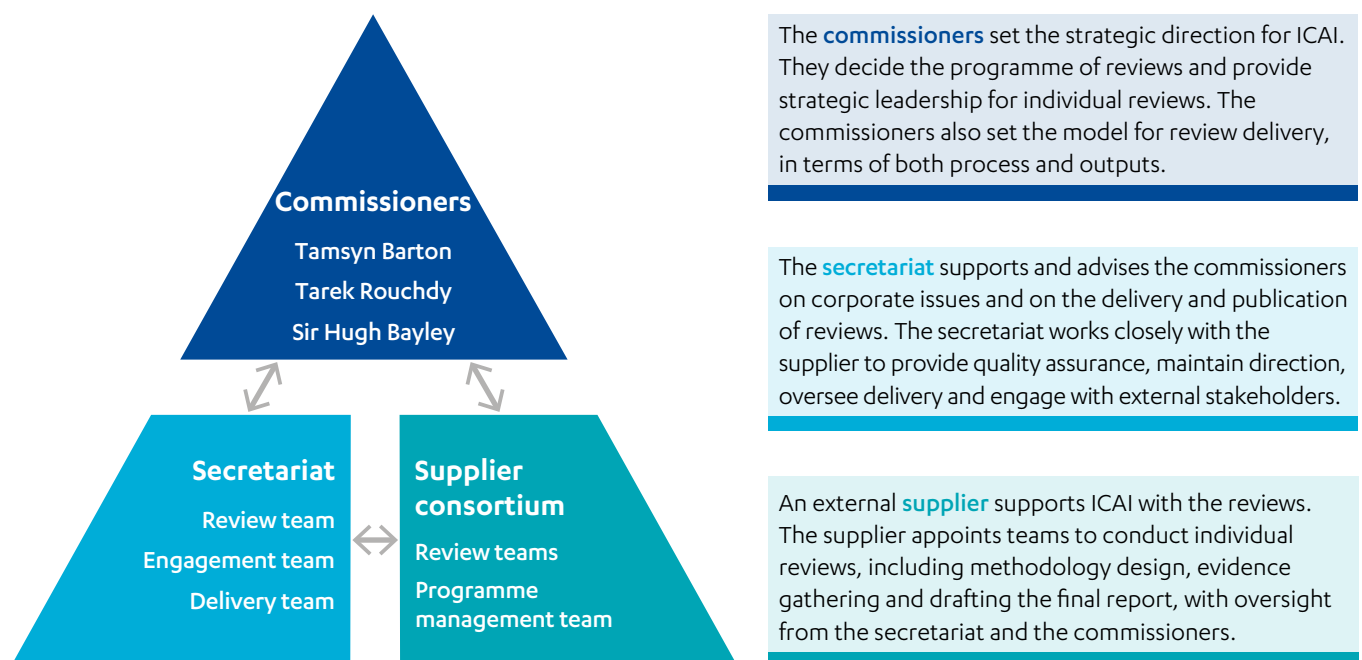 Commissioners
Tamsyn Barton
Tarek Rouchdy
Sir Hugh Bayley
Secretariat
Review team
Engagement team
Delivery team
Supplier
consortium
Review teams
Programme
management team
The commissioners set the strategic direction for ICAI.
They decide the programme of reviews and provide
strategic leadership for individual reviews. The
commissioners also set the model for review delivery,
in terms of both process and outputs.
The secretariat supports and advises the commissioners
on corporate issues and on the delivery and publication
of reviews. The secretariat works closely with the
supplier to provide quality assurance, maintain direction,
oversee delivery and engage with external stakeholders.
An external supplier supports ICAI with the reviews.
The supplier appoints teams to conduct individual
reviews, including methodology design, evidence
gathering and drafting the final report, with oversight
from the secretariat and the commissioners.